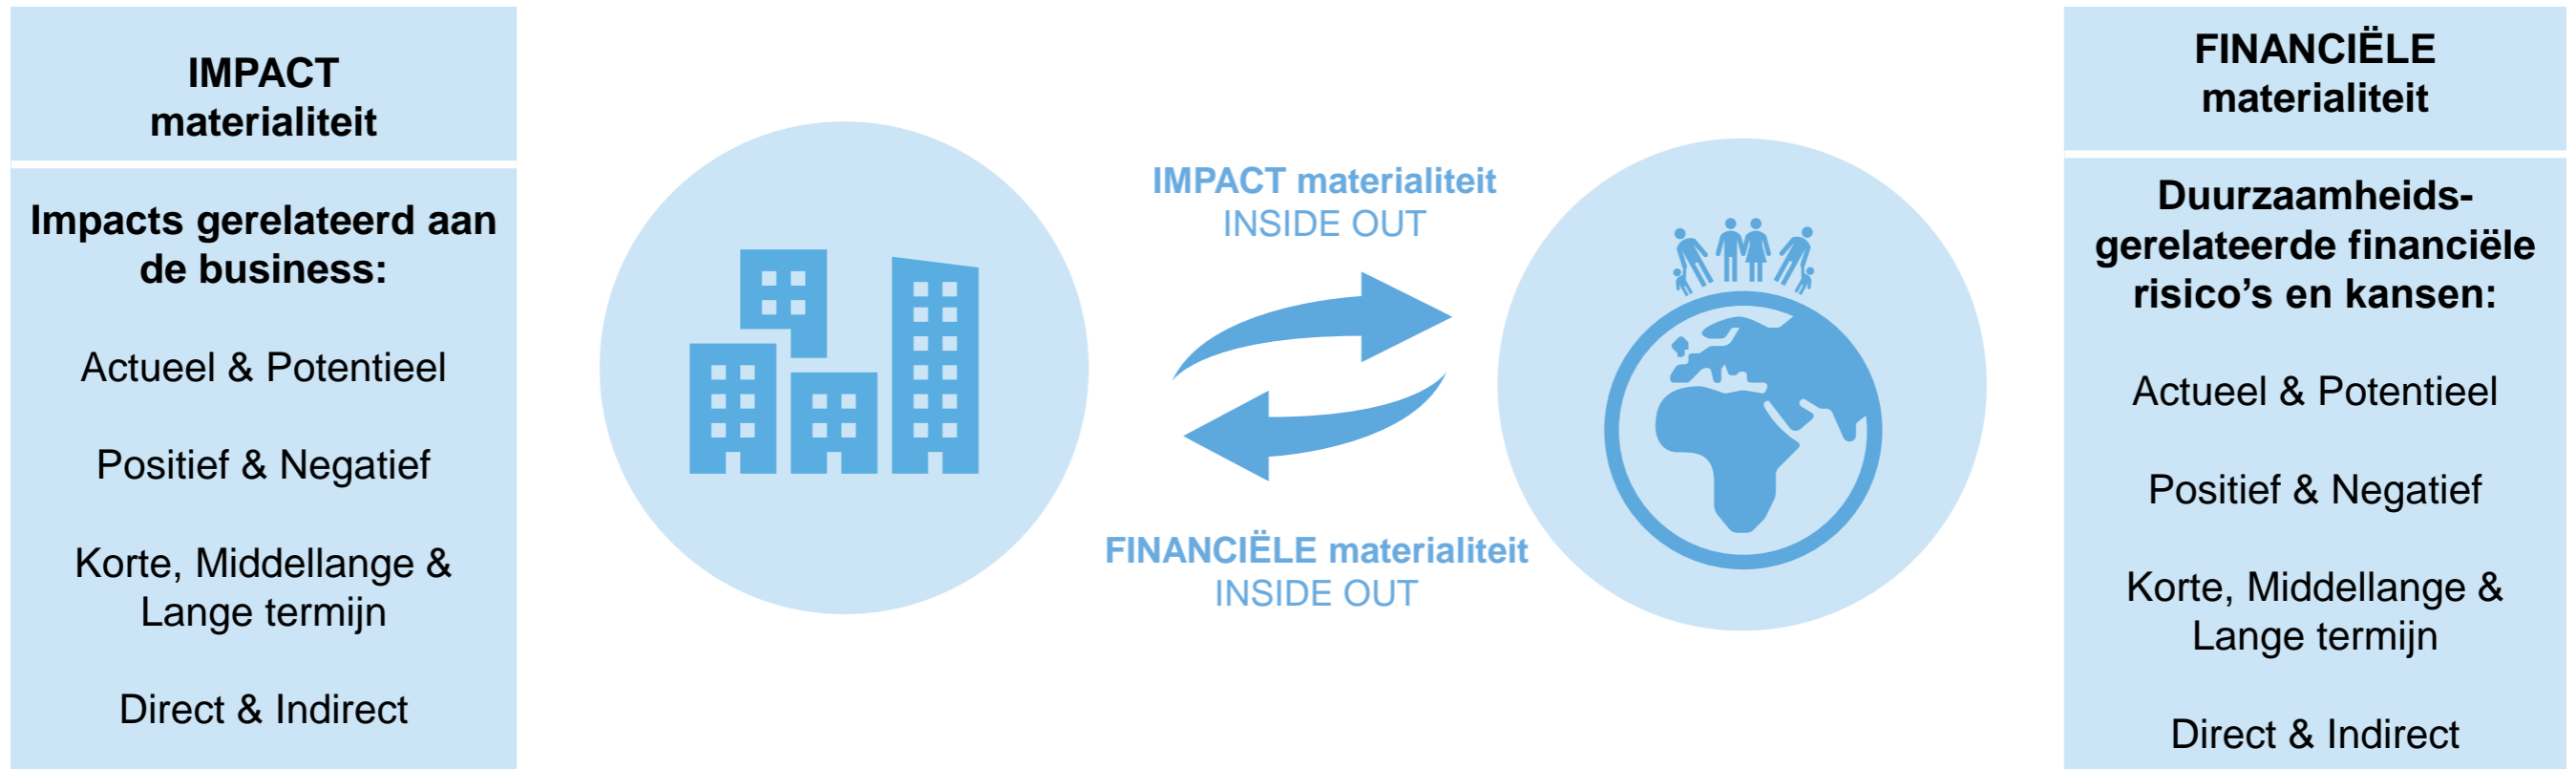 IMPACT
materialiteit
Impacts gerelateerd aan
de business:
Actueel & Potentieel
Positief & Negatief
Korte, Middellange &
Lange termijn
Direct & Indirect
IMPACT materialiteit
INSIDE OUT
FINANCIËLE materialiteit
INSIDE OUT
FINANCIËLE
materialiteit
Duurzaamheids-
gerelateerde financiële
risico’s en kansen:
Actueel & Potentieel
Positief & Negatief
Korte, Middellange &
Lange termijn
Direct & Indirect